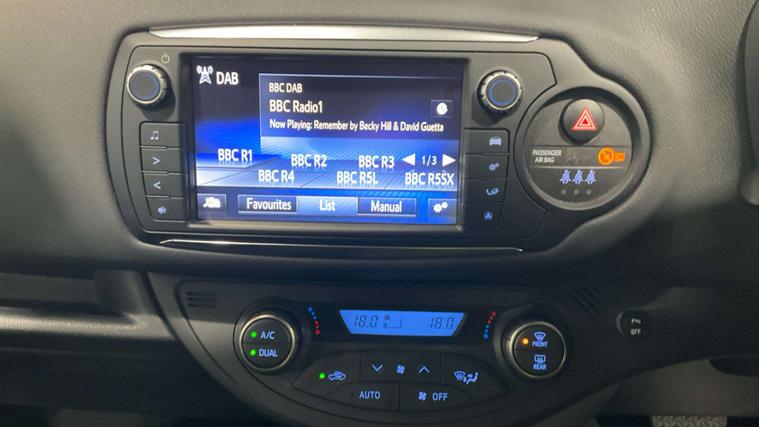 DAB
BBC DAB
BBC Radio1
Now Playing: Remember by Becky Hill & David Guetta
BBC R1 BBC R2 BBC R3 1/3
BBC R4 BBC R5L BBC R5SX
Favourites List Manual
PASSENGER
AIR BAG
18.0 18.0
A/C
DUAL
FRONT
REAR
OFF
AUTO OFF